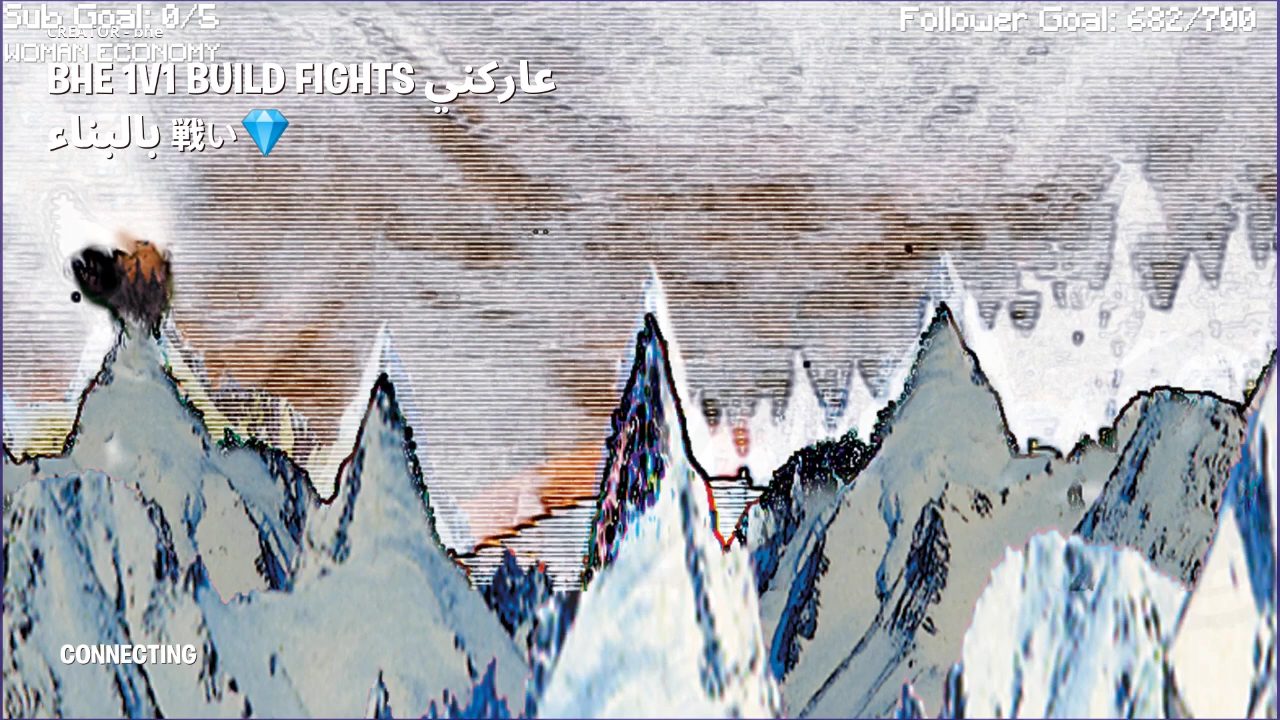 Sub Goal: 0/5
Follower Goal: 682/700
CREATOR - bhe
WOMAN ECONOMY
BHE 1V1 BUILD FIGHTS عاركني
بالبناء 戦い💎
CONNECTING